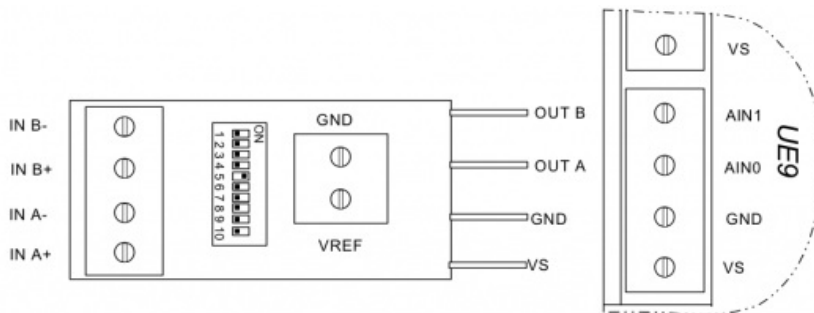 IN B-
IN B+
IN A-
IN A+
ON
1
2
3
4
5
6
7
8
9
10
GND
VREF
OUT B
OUT A
GND
VS
VS
AIN1
AIN0
GND
VS
UE9